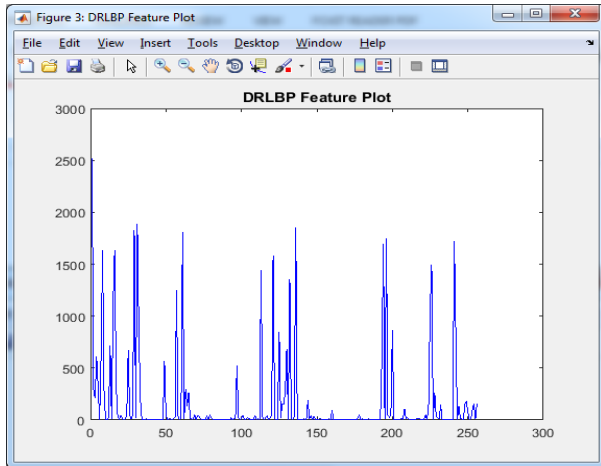 Figure 3: DRLBP Feature Plot
File Edit View Insert Tools Desktop Window Help
DRLBP Feature Plot
3000
2500
2000
1500
1000
500
0
0 50 100 150 200 250 300